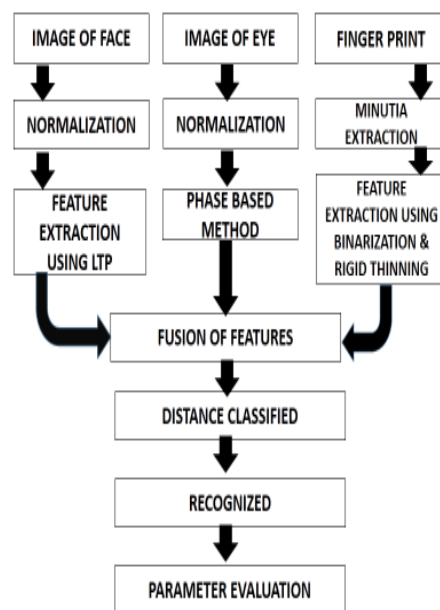 IMAGE OF FACE
IMAGE OF EYE
FINGER PRINT
NORMALIZATION
NORMALIZATION
MINUTIA
EXTRACTION
FEATURE
EXTRACTION
USING LTP
PHASE BASED
METHOD
FEATURE
EXTRACTION USING
BINARIZATION &
RIGID THINNING
FUSION OF FEATURES
DISTANCE CLASSIFIED
RECOGNIZED
PARAMETER EVALUATION